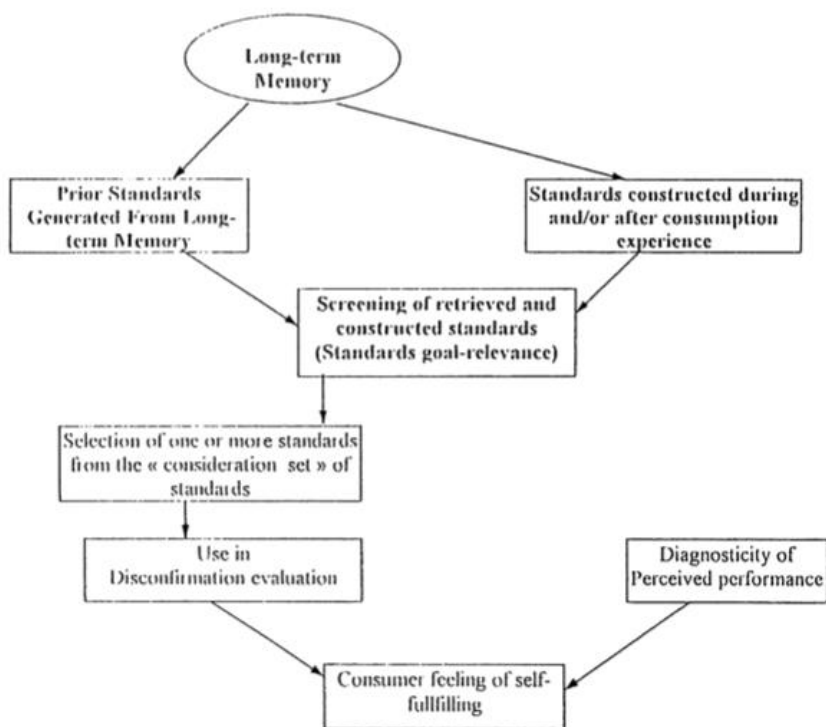 Long-term
Memory
Prior Standards
Generated From Long-
term Memory
Standards constructed during
and/or after consumption
experience
Screening of retrieved and
constructed standards
(Standards goal-relevance)
Selection of one or more standards
from the « consideration set » of
standards
Use in
Disconfirmation evaluation
Diagnosticity of
Perceived performance
Consumer feeling of self-
fullfilling